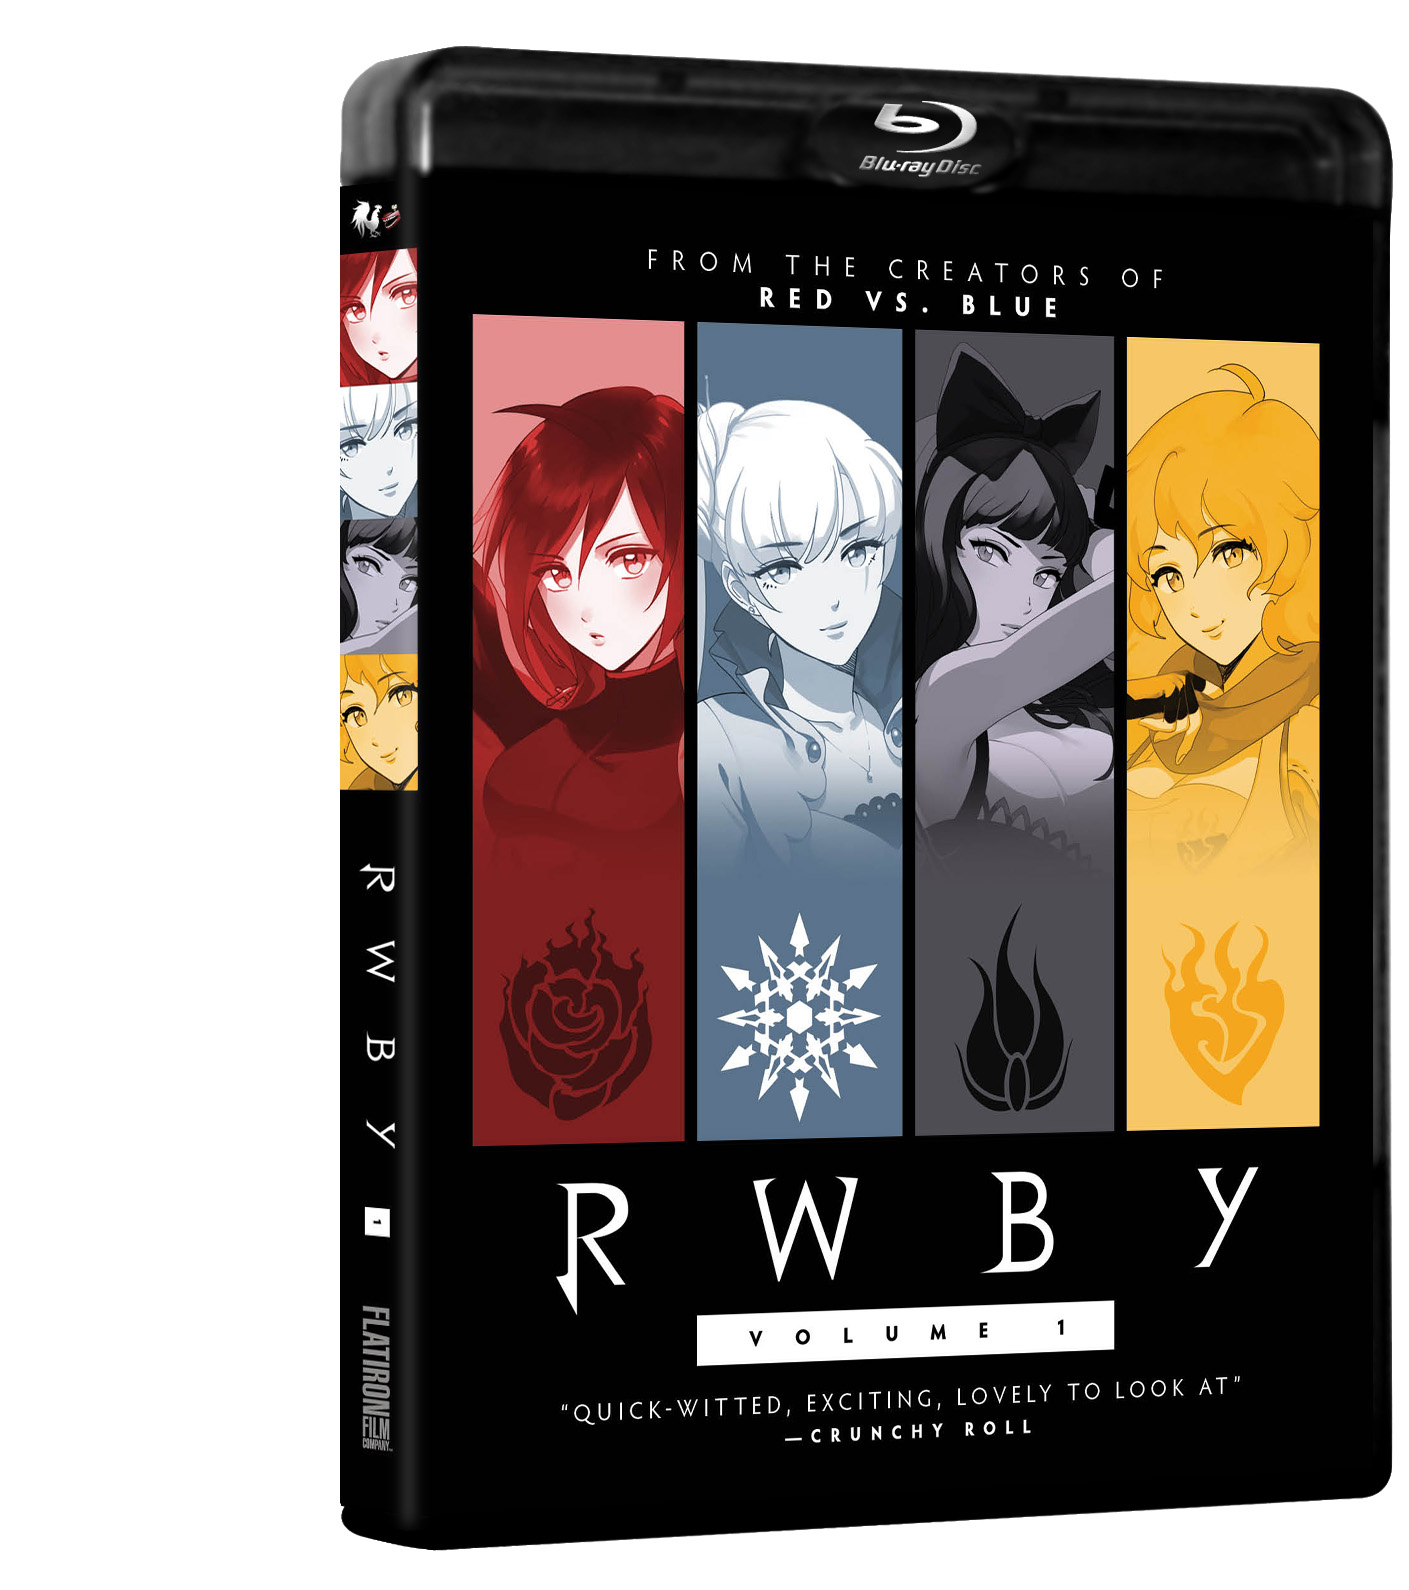 Blu-ray Disc
FROM THE CREATORS OF
RED VS. BLUE
RWBY
VOLUME 1
“QUICK-WITTED, EXCITING, LOVELY TO LOOK AT”
—CRUNCHY ROLL
RWBY
1
FLATIRON
FILM
COMPANY